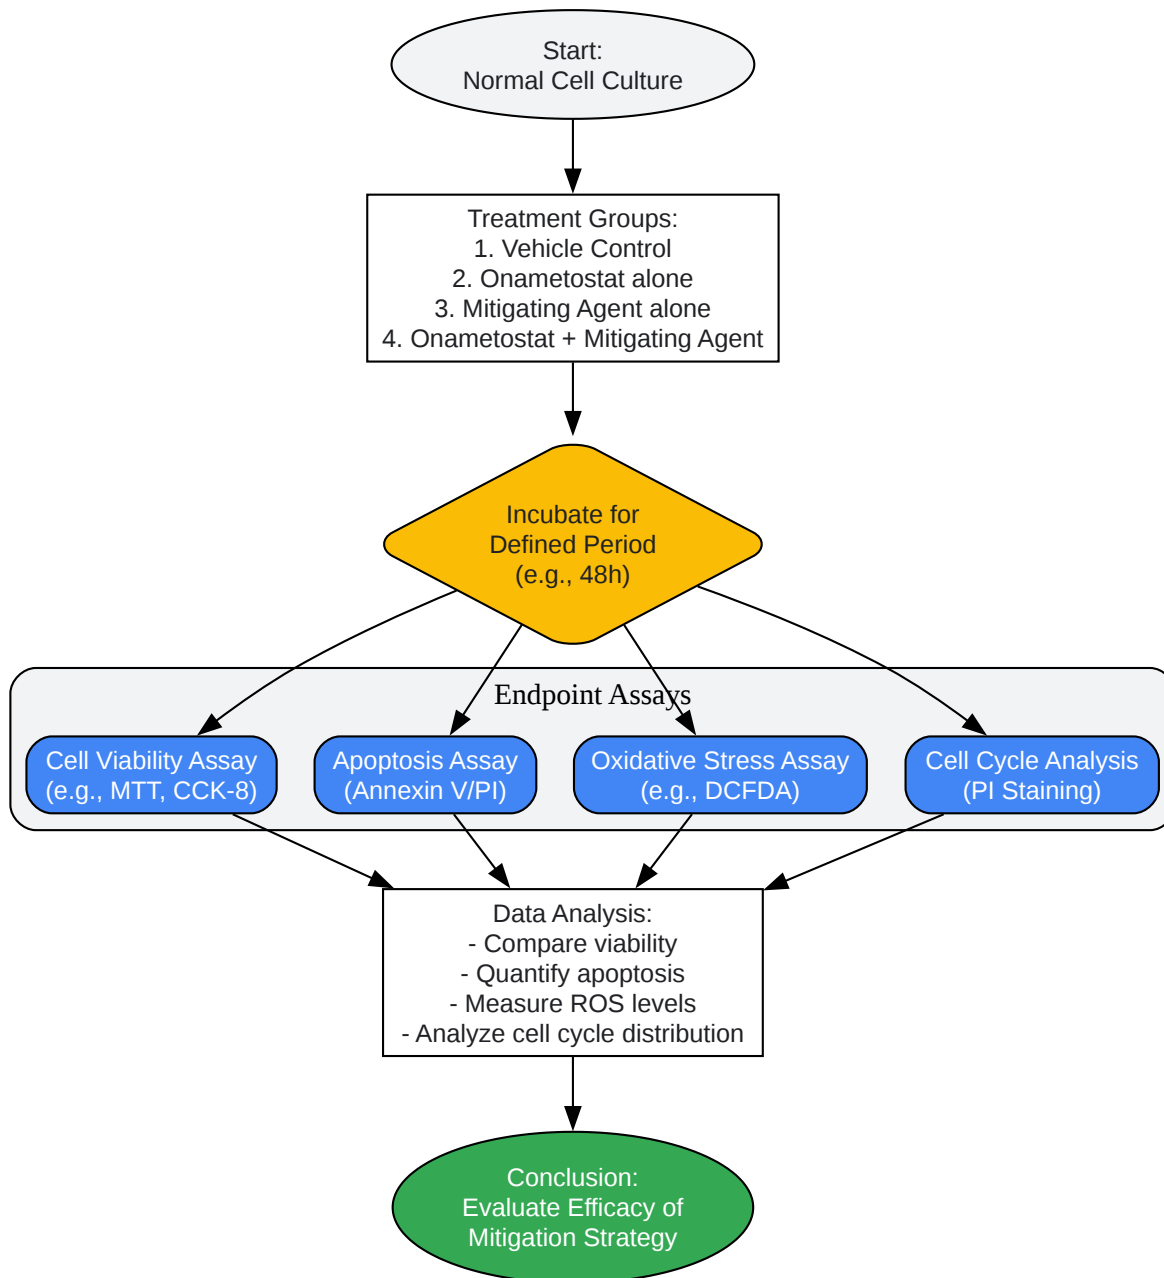 Start:
Normal Cell Culture
Treatment Groups:
1. Vehicle Control
2. Onametostat alone
3. Mitigating Agent alone
4. Onametostat + Mitigating Agent
Incubate for
Defined Period
(e.g., 48h)
Endpoint Assays
Cell Viability Assay
(e.g., MTT, CCK-8)
Apoptosis Assay
(Annexin V/PI)
Oxidative Stress Assay
(e.g., DCFDA)
Cell Cycle Analysis
(PI Staining)
Data Analysis:
- Compare viability
- Quantify apoptosis
- Measure ROS levels
- Analyze cell cycle distribution
Conclusion:
Evaluate Efficacy of
Mitigation Strategy